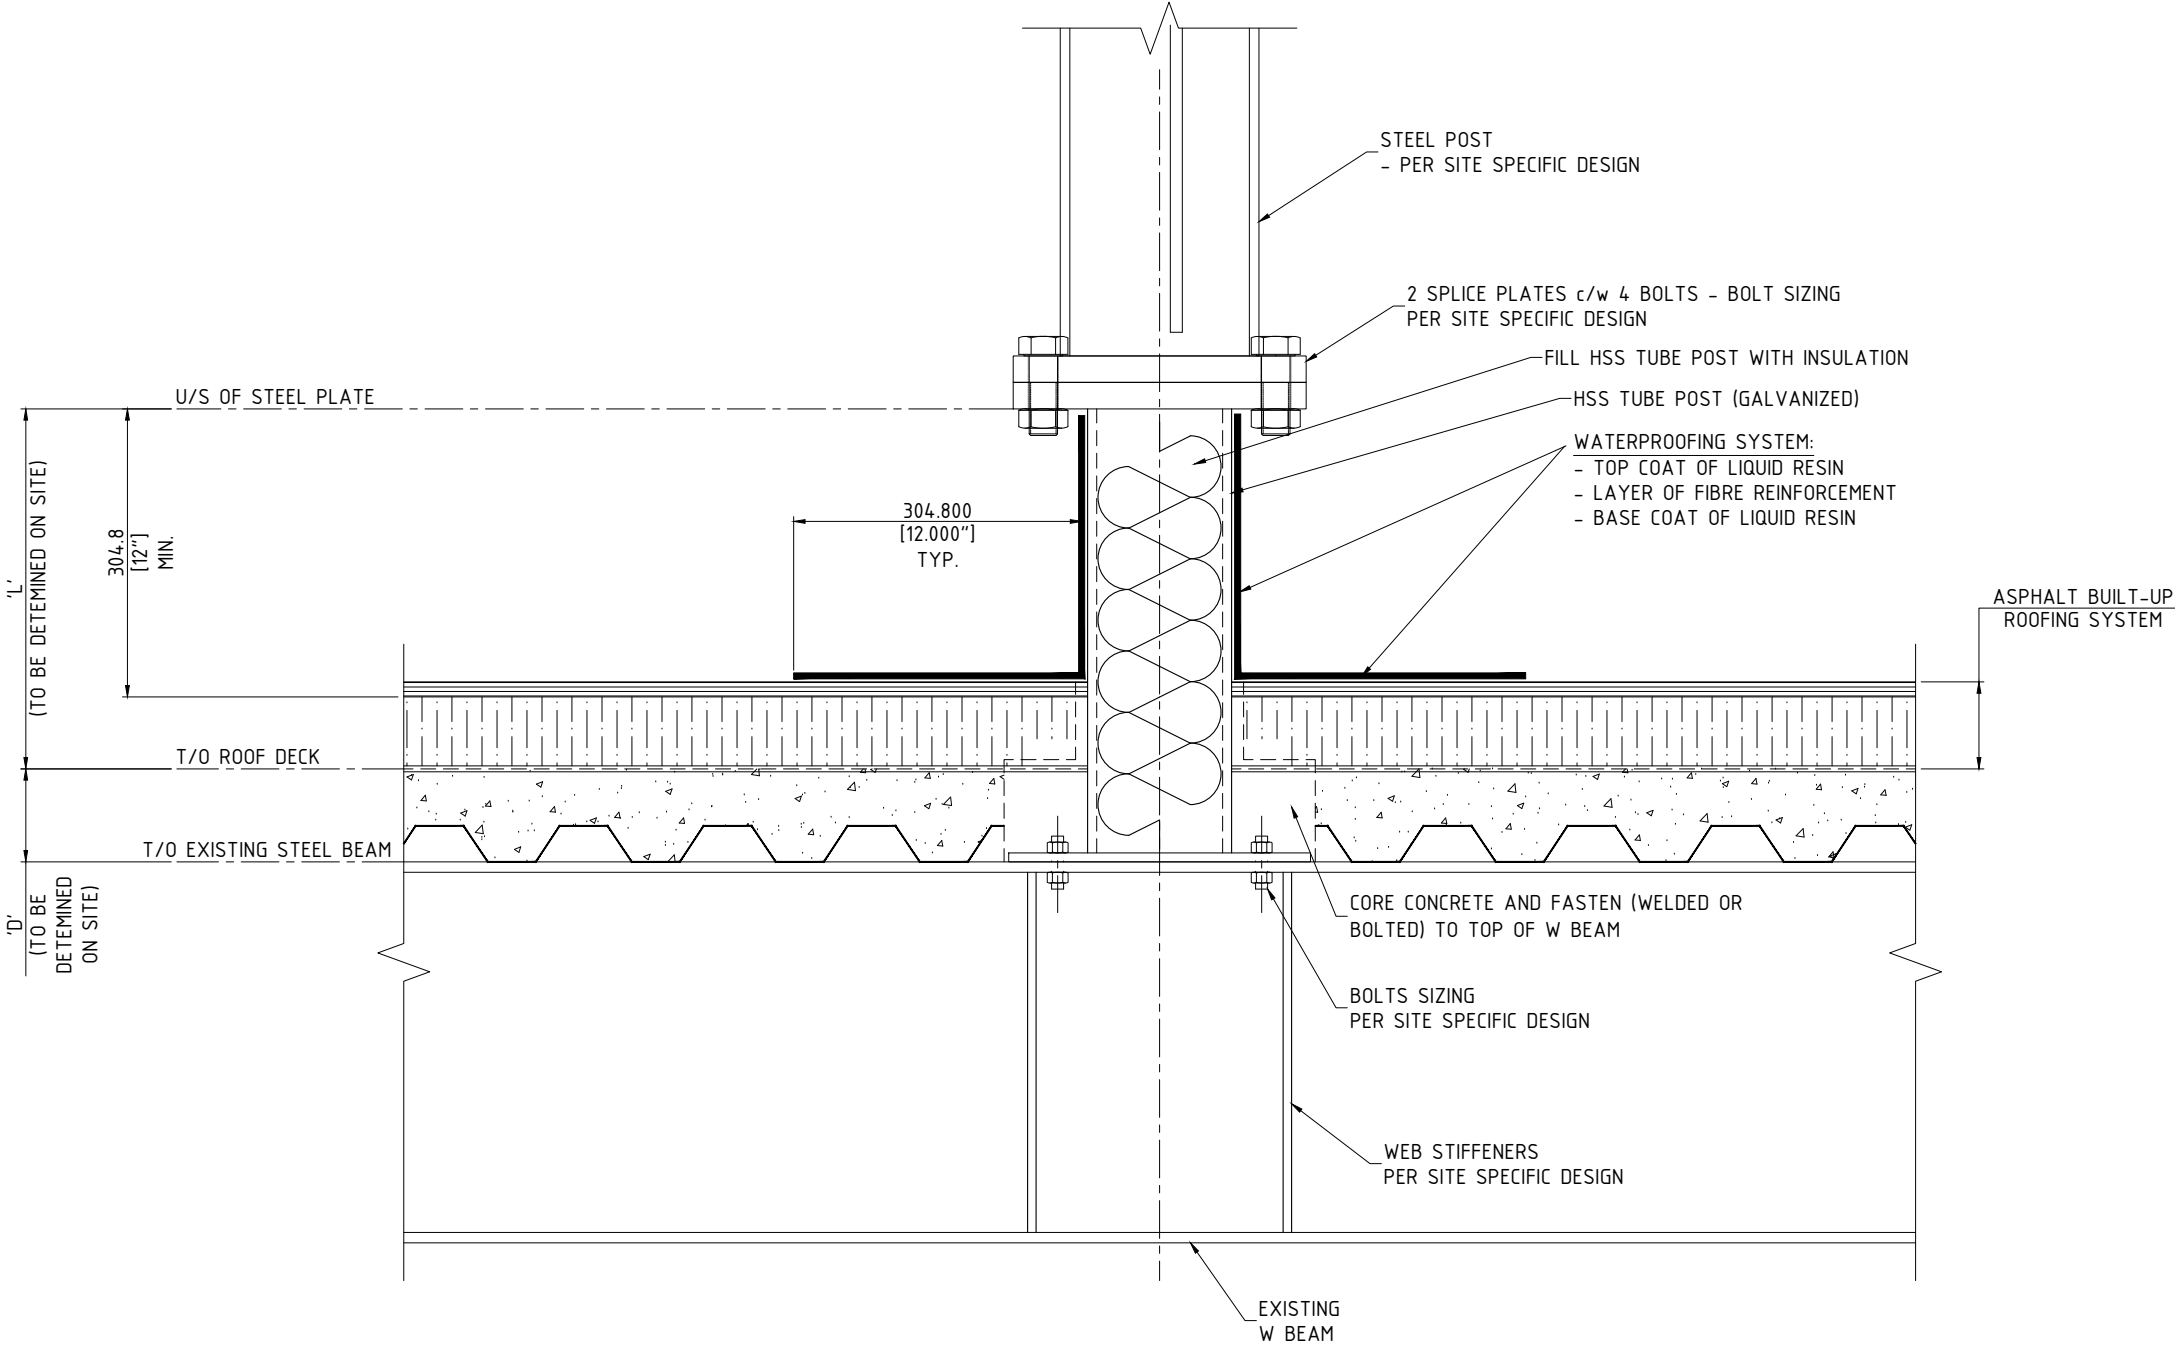 STEEL POST
- PER SITE SPECIFIC DESIGN
2 SPLICE PLATES c/w 4 BOLTS - BOLT SIZING
PER SITE SPECIFIC DESIGN
FILL HSS TUBE POST WITH INSULATION
U/S OF STEEL PLATE
HSS TUBE POST (GALVANIZED)
WATERPROOFING SYSTEM:
- TOP COAT OF LIQUID RESIN
- LAYER OF FIBRE REINFORCEMENT
- BASE COAT OF LIQUID RESIN
304.800
[12.000"]
TYP.
304.8
[12"]
MIN.
'L'
(TO BE DETEMINED ON SITE)
ASPHALT BUILT-UP
ROOFING SYSTEM
T/O ROOF DECK
T/O EXISTING STEEL BEAM
'D'
(TO BE
DETEMINED
ON SITE)
CORE CONCRETE AND FASTEN (WELDED OR
BOLTED) TO TOP OF W BEAM
BOLTS SIZING
PER SITE SPECIFIC DESIGN
WEB STIFFENERS
PER SITE SPECIFIC DESIGN
EXISTING
W BEAM